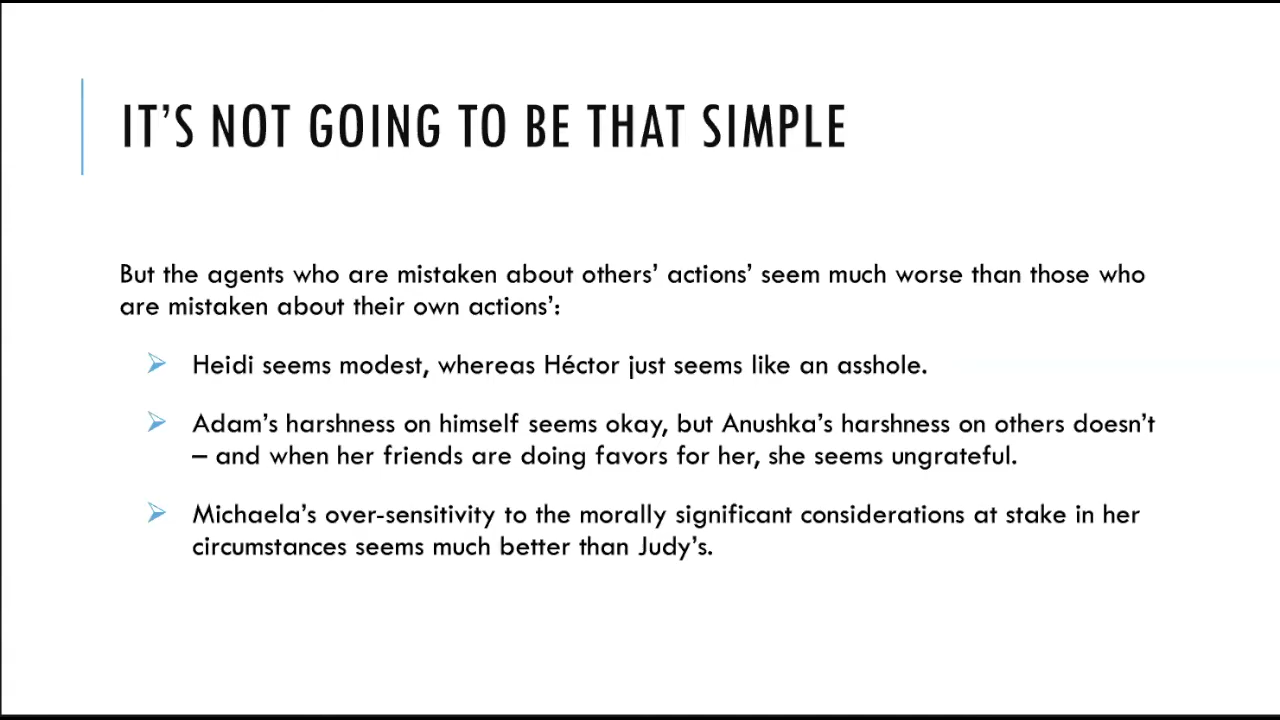 IT’S NOT GOING TO BE THAT SIMPLE
But the agents who are mistaken about others’ actions’ seem much worse than those who
are mistaken about their own actions’:
Heidi seems modest, whereas Héctor just seems like an asshole.
Adam’s harshness on himself seems okay, but Anushka’s harshness on others doesn’t
– and when her friends are doing favors for her, she seems ungrateful.
Michaela’s over-sensitivity to the morally significant considerations at stake in her
circumstances seems much better than Judy’s.